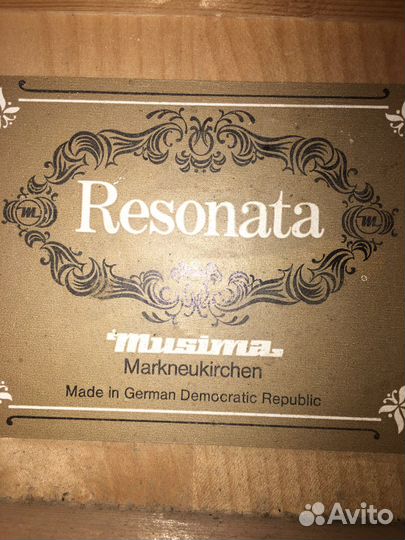 Resonata
m
m
musima
Markneukirchen
Made in German Democratic Republic
Avito